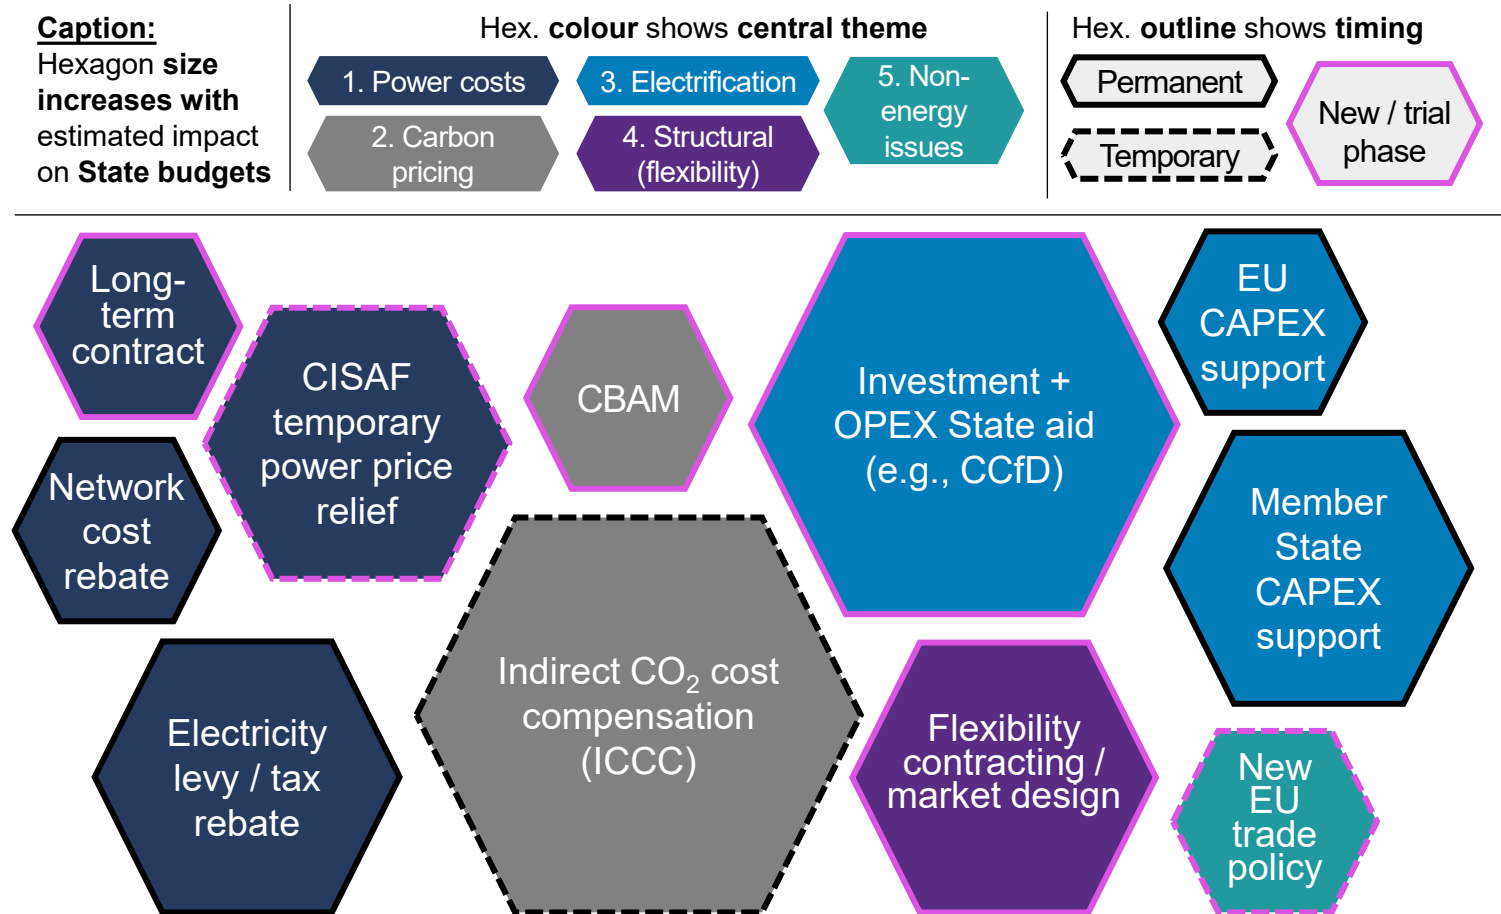 Caption:
Hexagon size
increases with
estimated impact
on State budgets
Hex. colour shows central theme
1. Power costs
2. Carbon
pricing
3. Electrification
4. Structural
(flexibility)
5. Non-
energy
issues
Hex. outline shows timing
Permanent
Temporary
New / trial
phase
Long-
term
contract
CISAF
temporary
power price
relief
CBAM
Investment +
OPEX State aid
(e.g., CCfD)
EU
CAPEX
support
Network
cost
rebate
Member
State
CAPEX
support
Electricity
levy / tax
rebate
Indirect CO₂ cost
compensation
(ICCC)
Flexibility
contracting /
market design
New
EU
trade
policy